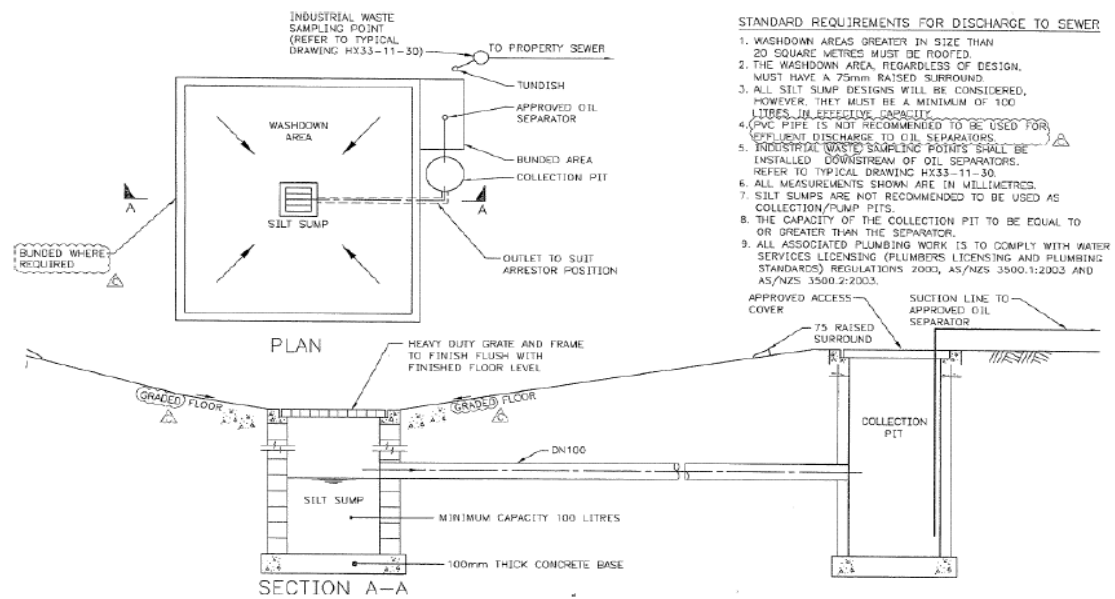 INDUSTRIAL WASTE
SAMPLING POINT
(REFER TO TYPICAL
DRAWING HX33-11-30)
TO PROPERTY SEWER
TUNDISH
APPROVED OIL
SEPARATOR
WASHDOWN
AREA
BUNDED AREA
COLLECTION PIT
A
A
SILT SUMP
BUNDED WHERE
REQUIRED
C
OUTLET TO SUIT
ARRESTOR POSITION
PLAN
STANDARD REQUIREMENTS FOR DISCHARGE TO SEWER
1. WASHDOWN AREAS GREATER IN SIZE THAN
20 SQUARE METRES MUST BE ROOFED.
2. THE WASHDOWN AREA, REGARDLESS OF DESIGN,
MUST HAVE A 75mm RAISED SURROUND.
3. ALL SILT SUMP DESIGNS WILL BE CONSIDERED,
HOWEVER, THEY MUST BE A MINIMUM OF 100
LITRES IN EFFECTIVE CAPACITY.
4. PVC PIPE IS NOT RECOMMENDED TO BE USED FOR
EFFLUENT DISCHARGE TO OIL SEPARATORS.
5. INDUSTRIAL WASTE SAMPLING POINTS SHALL BE
INSTALLED DOWNSTREAM OF OIL SEPARATORS.
REFER TO TYPICAL DRAWING HX33-11-30.
6. ALL MEASUREMENTS SHOWN ARE IN MILLIMETRES.
7. SILT SUMPS ARE NOT RECOMMENDED TO BE USED AS
COLLECTION/PUMP PITS.
8. THE CAPACITY OF THE COLLECTION PIT TO BE EQUAL TO
OR GREATER THAN THE SEPARATOR.
9. ALL ASSOCIATED PLUMBING WORK IS TO COMPLY WITH WATER
SERVICES LICENSING (PLUMBERS LICENSING AND PLUMBING
STANDARDS) REGULATIONS 2000, AS/NZS 3500.1:2003 AND
AS/NZS 3500.2:2003.
APPROVED ACCESS
COVER
SUCTION LINE TO
APPROVED OIL
SEPARATOR
75 RAISED
SURROUND
HEAVY DUTY GRATE AND FRAME
TO FINISH FLUSH WITH
FINISHED FLOOR LEVEL
GRADED FLOOR
C
GRADED FLOOR
C
COLLECTION
PIT
DN100
SILT SUMP
MINIMUM CAPACITY 100 LITRES
100mm THICK CONCRETE BASE
SECTION A-A